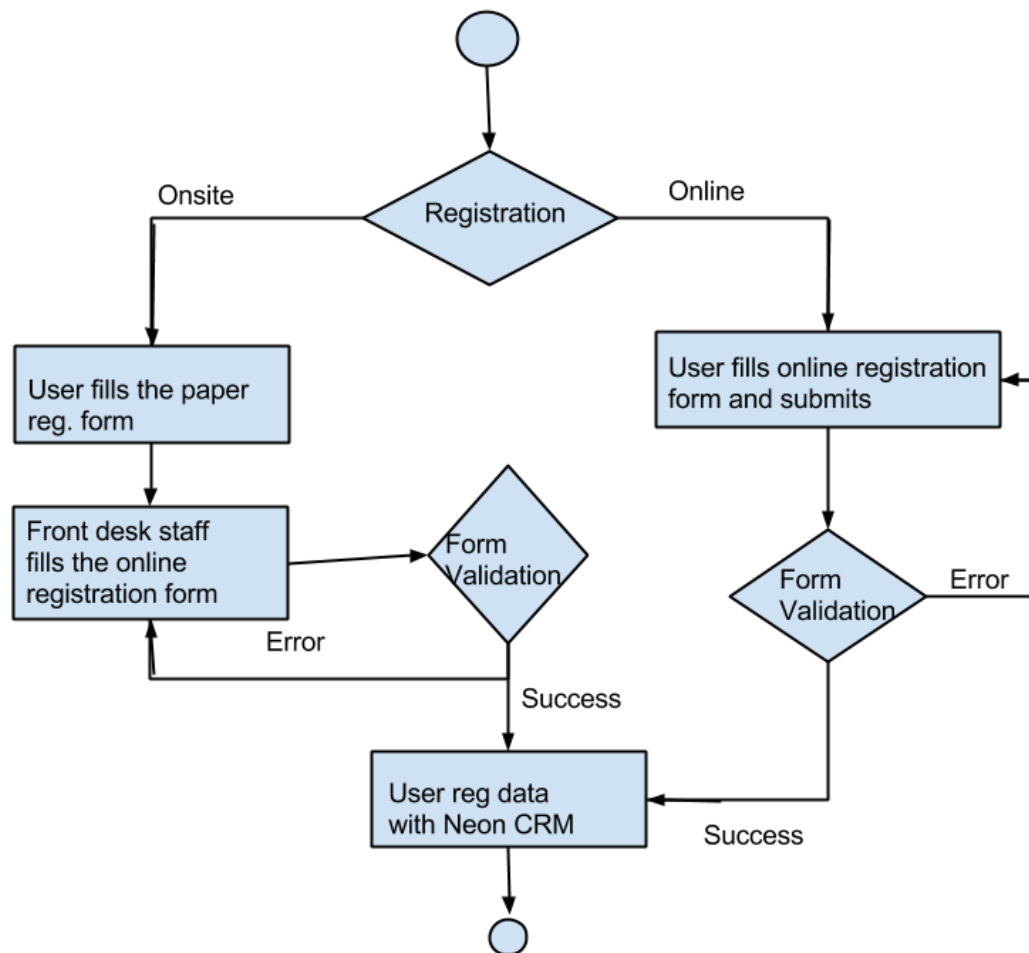 Onsite
Online
Registration
User fills the paper
reg. form
User fills online registration
form and submits
Front desk staff
fills the online
registration form
Form
Validation
Form
Validation
Error
Error
Success
User reg data
with Neon CRM
Success